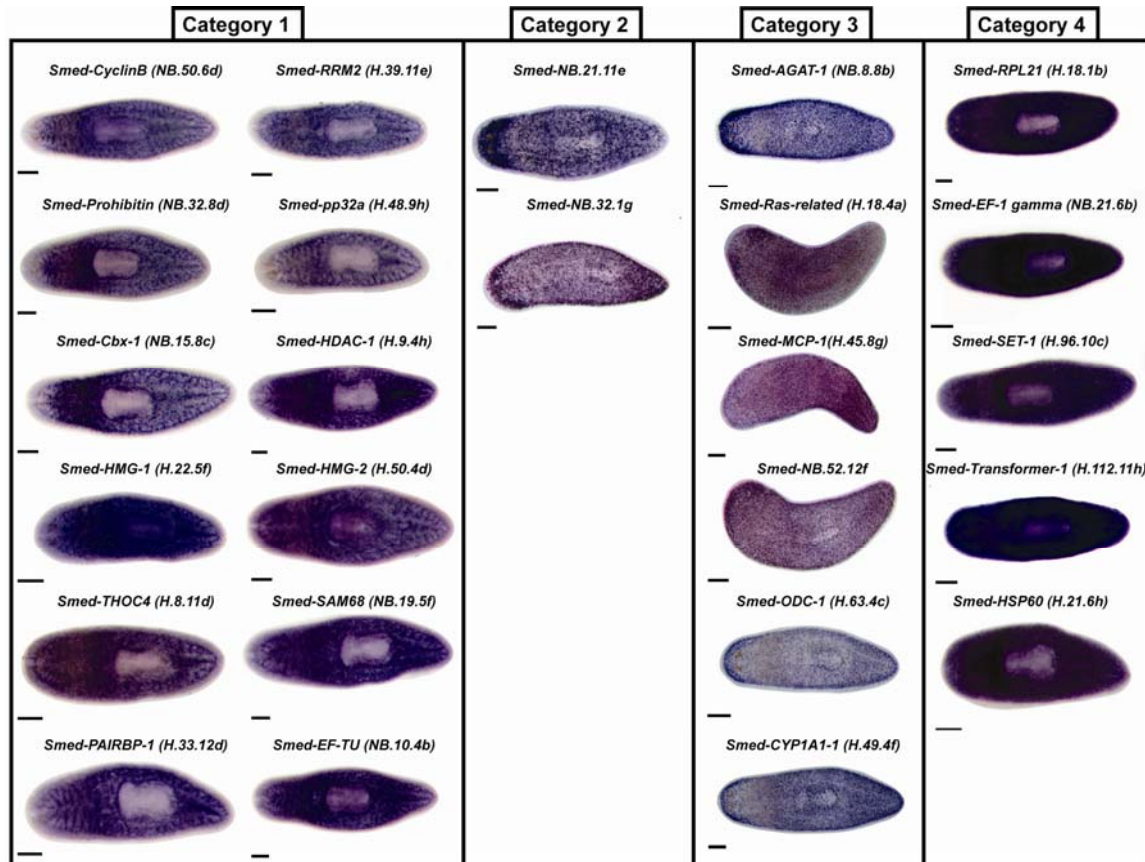 Category 1
Category 2
Category 3
Category 4
Smed-CyclinB (NB.50.6d)
Smed-RRM2 (H.39.11e)
Smed-NB.21.11e
Smed-AGAT-1 (NB.8.8b)
Smed-RPL21 (H.18.1b)
Smed-Prohibitin (NB.32.8d)
Smed-pp32a (H.48.9h)
Smed-NB.32.1g
Smed-Ras-related (H.18.4a)
Smed-EF-1 gamma (NB.21.6b)
Smed-Cbx-1 (NB.15.8c)
Smed-HDAC-1 (H.9.4h)
Smed-MCP-1(H.45.8g)
Smed-SET-1 (H.96.10c)
Smed-HMG-1 (H.22.5f)
Smed-HMG-2 (H.50.4d)
Smed-NB.52.12f
Smed-Transformer-1 (H.112.11h)
Smed-THOC4 (H.8.11d)
Smed-SAM68 (NB.19.5f)
Smed-ODC-1 (H.63.4c)
Smed-HSP60 (H.21.6h)
Smed-PAIRBP-1 (H.33.12d)
Smed-EF-TU (NB.10.4b)
Smed-CYP1A1-1 (H.49.4f)